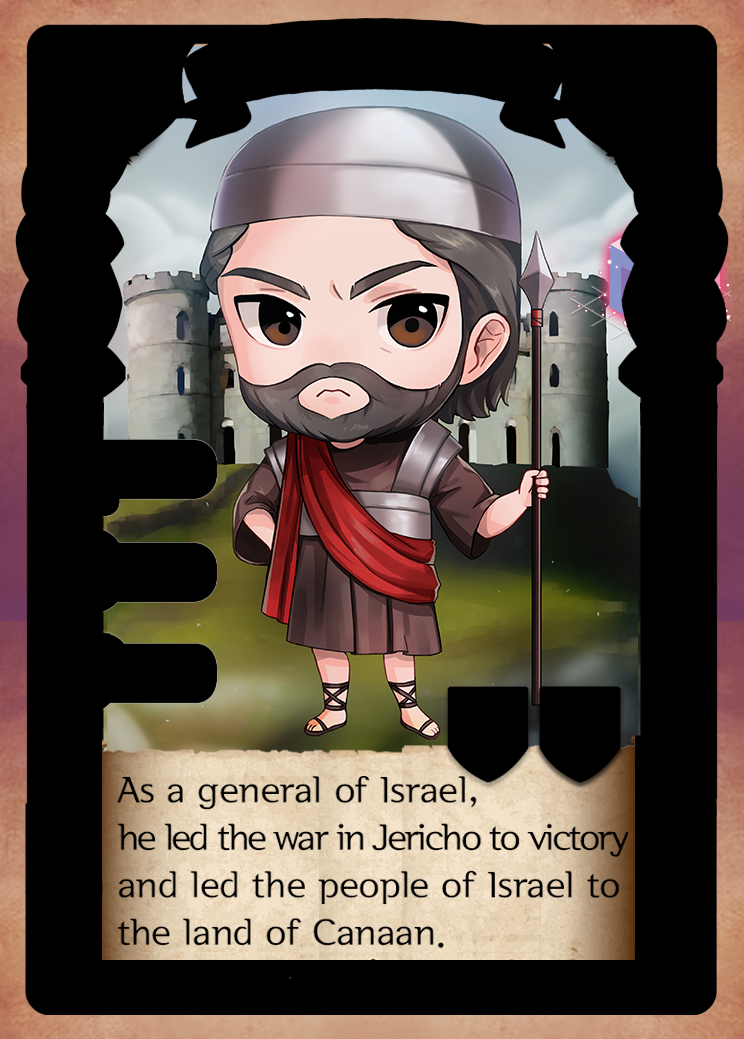 As a general of Israel,
he led the war in Jericho to victory
and led the people of Israel to
the land of Canaan.